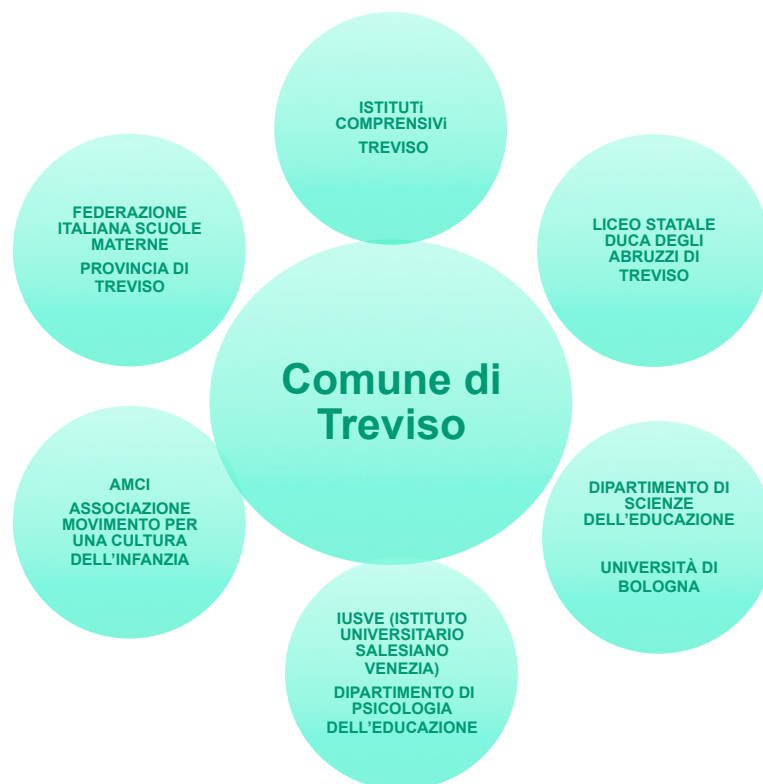 ISTITUTi
COMPRENSIVi
TREVISO
FEDERAZIONE
ITALIANA SCUOLE
MATERNE
PROVINCIA DI
TREVISO
LICEO STATALE
DUCA DEGLI
ABRUZZI DI
TREVISO
Comune di
Treviso
AMCI
ASSOCIAZIONE
MOVIMENTO PER
UNA CULTURA
DELL’INFANZIA
DIPARTIMENTO DI
SCIENZE
DELL’EDUCAZIONE
UNIVERSITÀ DI
BOLOGNA
IUSVE (ISTITUTO
UNIVERSITARIO
SALESIANO
VENEZIA)
DIPARTIMENTO DI
PSICOLOGIA
DELL’EDUCAZIONE